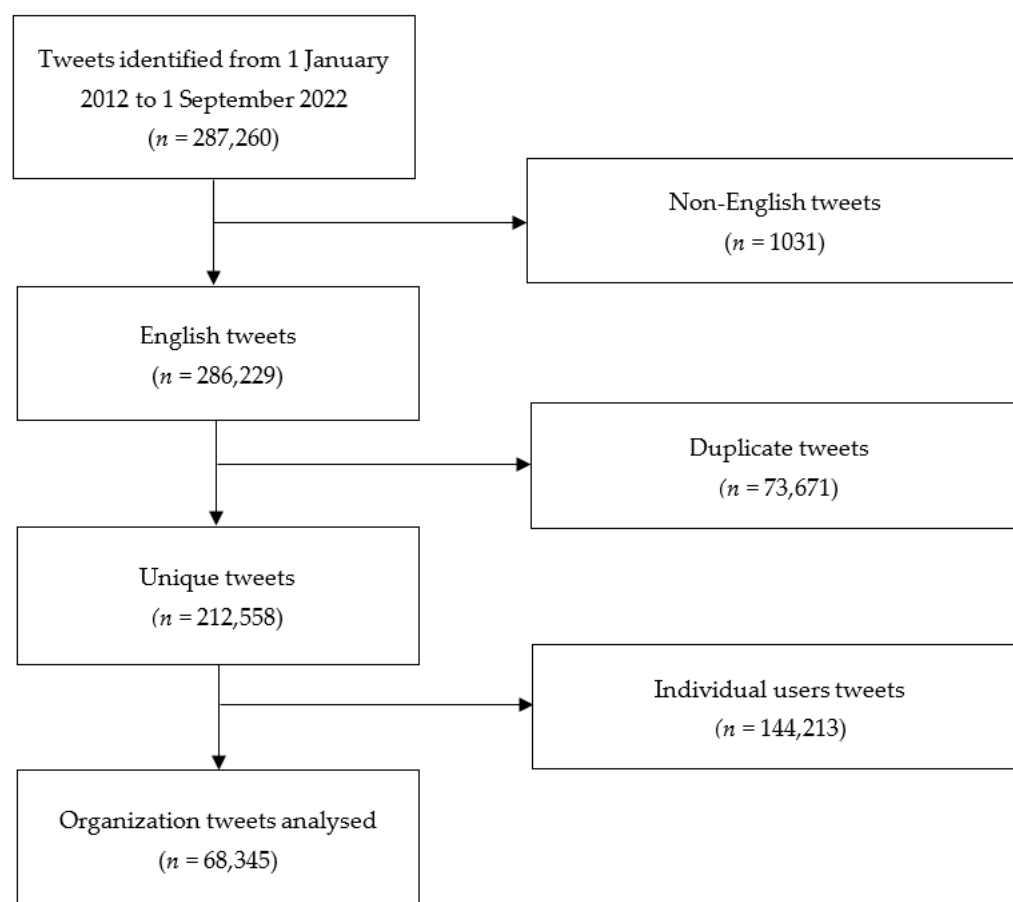 Tweets identified from 1 January
2012 to 1 September 2022
(n = 287,260)
Non-English tweets
(n = 1031)
English tweets
(n = 286,229)
Duplicate tweets
(n = 73,671)
Unique tweets
(n = 212,558)
Individual users tweets
(n = 144,213)
Organization tweets analysed
(n = 68,345)